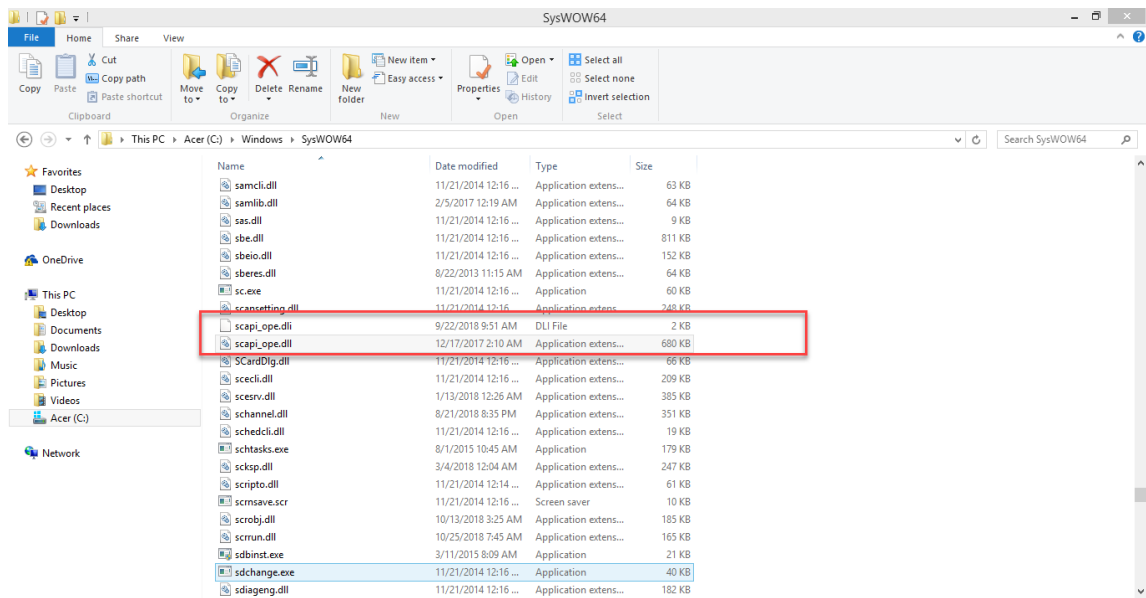 SysWOW64
File Home Share View
Copy
Paste
Cut
Copy path
Paste shortcut
Clipboard
Move to
Copy to
Delete
Rename
Organize
New folder
New item
Easy access
New
Properties
Open
Edit
History
Open
Select all
Select none
Invert selection
Select
This PC Acer (C:) Windows SysWOW64
Search SysWOW64
Favorites
Desktop
Recent places
Downloads
OneDrive
This PC
Desktop
Documents
Downloads
Music
Pictures
Videos
Acer (C:)
Network
Name Date modified Type Size
samcli.dll 11/21/2014 12:16 ... Application extens... 63 KB
samlib.dll 2/5/2017 12:19 AM Application extens... 64 KB
sas.dll 11/21/2014 12:16 ... Application extens... 9 KB
sbe.dll 11/21/2014 12:16 ... Application extens... 811 KB
sbeio.dll 11/21/2014 12:16 ... Application extens... 152 KB
sberes.dll 8/22/2013 11:15 AM Application extens... 64 KB
sc.exe 11/21/2014 12:16 ... Application 60 KB
scansetting.dll 11/21/2014 12:16 ... Application extens... 248 KB
scapi_ope.dli 9/22/2018 9:51 AM DLI File 2 KB
scapi_ope.dll 12/17/2017 2:10 AM Application extens... 680 KB
SCardDlg.dll 11/21/2014 12:16 ... Application extens... 66 KB
scecli.dll 11/21/2014 12:16 ... Application extens... 209 KB
scesrv.dll 1/13/2018 12:26 AM Application extens... 385 KB
schannel.dll 8/21/2018 8:35 PM Application extens... 351 KB
schedcli.dll 11/21/2014 12:16 ... Application extens... 19 KB
schtasks.exe 8/1/2015 10:45 AM Application 179 KB
scksp.dll 3/4/2018 12:04 AM Application extens... 247 KB
scripto.dll 11/21/2014 12:14 ... Application extens... 61 KB
scrnsave.scr 11/21/2014 12:16 ... Screen saver 10 KB
scrobj.dll 10/13/2018 3:25 AM Application extens... 185 KB
scrrun.dll 10/25/2018 7:45 AM Application extens... 165 KB
sdbinst.exe 3/11/2015 8:09 AM Application 21 KB
sdchange.exe 11/21/2014 12:16 ... Application 40 KB
sdiageng.dll 11/21/2014 12:16 ... Application extens... 182 KB